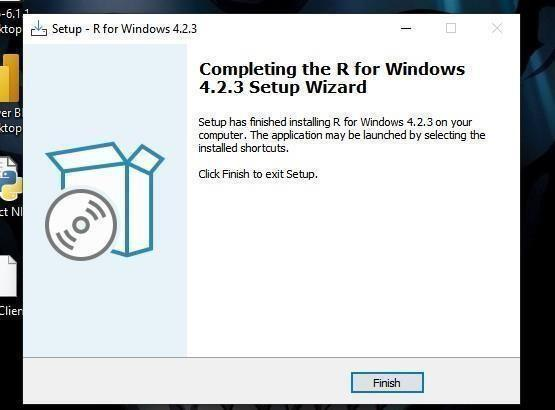 -6.1.1
ktop
Setup - R for Windows 4.2.3
Completing the R for Windows
4.2.3 Setup Wizard
Setup has finished installing R for Windows 4.2.3 on your
computer. The application may be launched by selecting the
installed shortcuts.
Click Finish to exit Setup.
er BI
ktop
ct NI
Clien
Finish